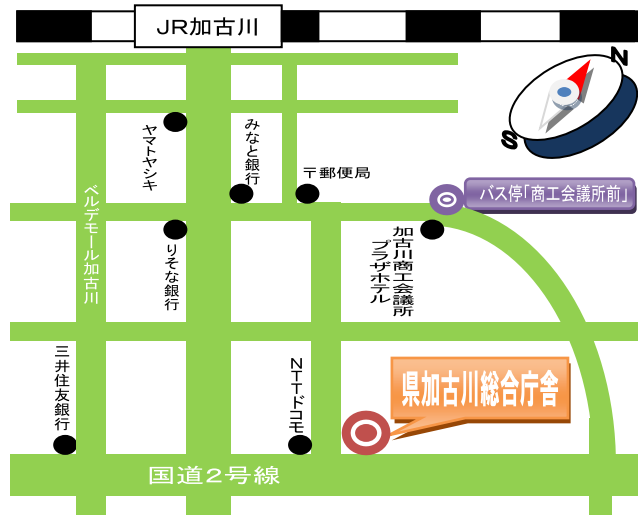 JR加古川
N
S
ヤマトヤシキ
みなと銀行
〒郵便局
バス停「商工会議所前」
ベルデモール加古川
りそな銀行
加古川商工会議所
プラザホテル
三井住友銀行
NTTドコモ
県加古川総合庁舎
国道2号線